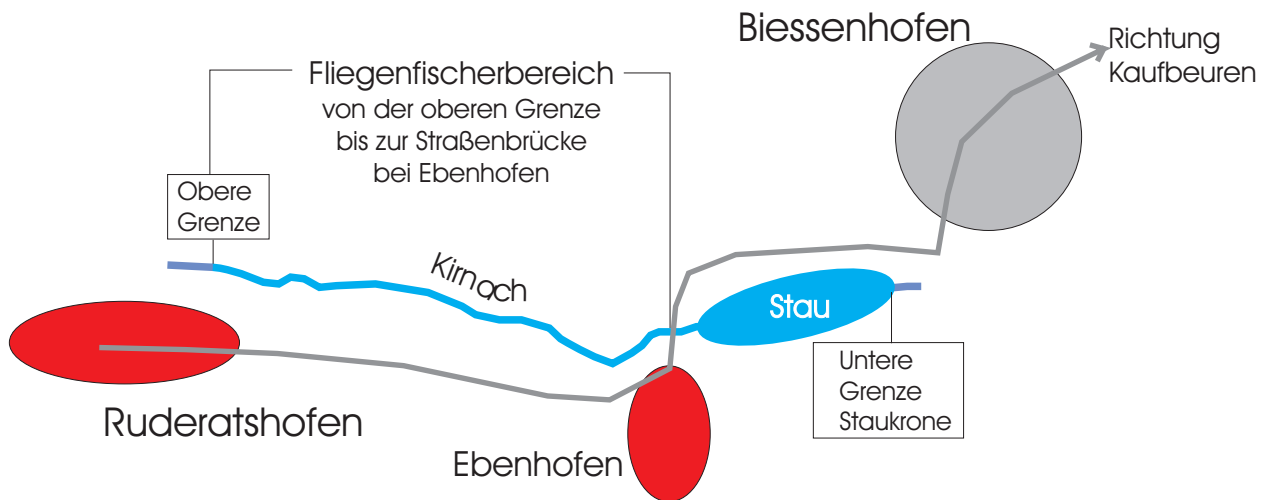 Biessenhofen
Richtung
Kaufbeuren
Fliegenfischerbereich
von der oberen Grenze
bis zur Straßenbrücke
bei Ebenhofen
Obere
Grenze
Kirnach
Stau
Untere
Grenze
Staukrone
Ruderatshofen
Ebenhofen